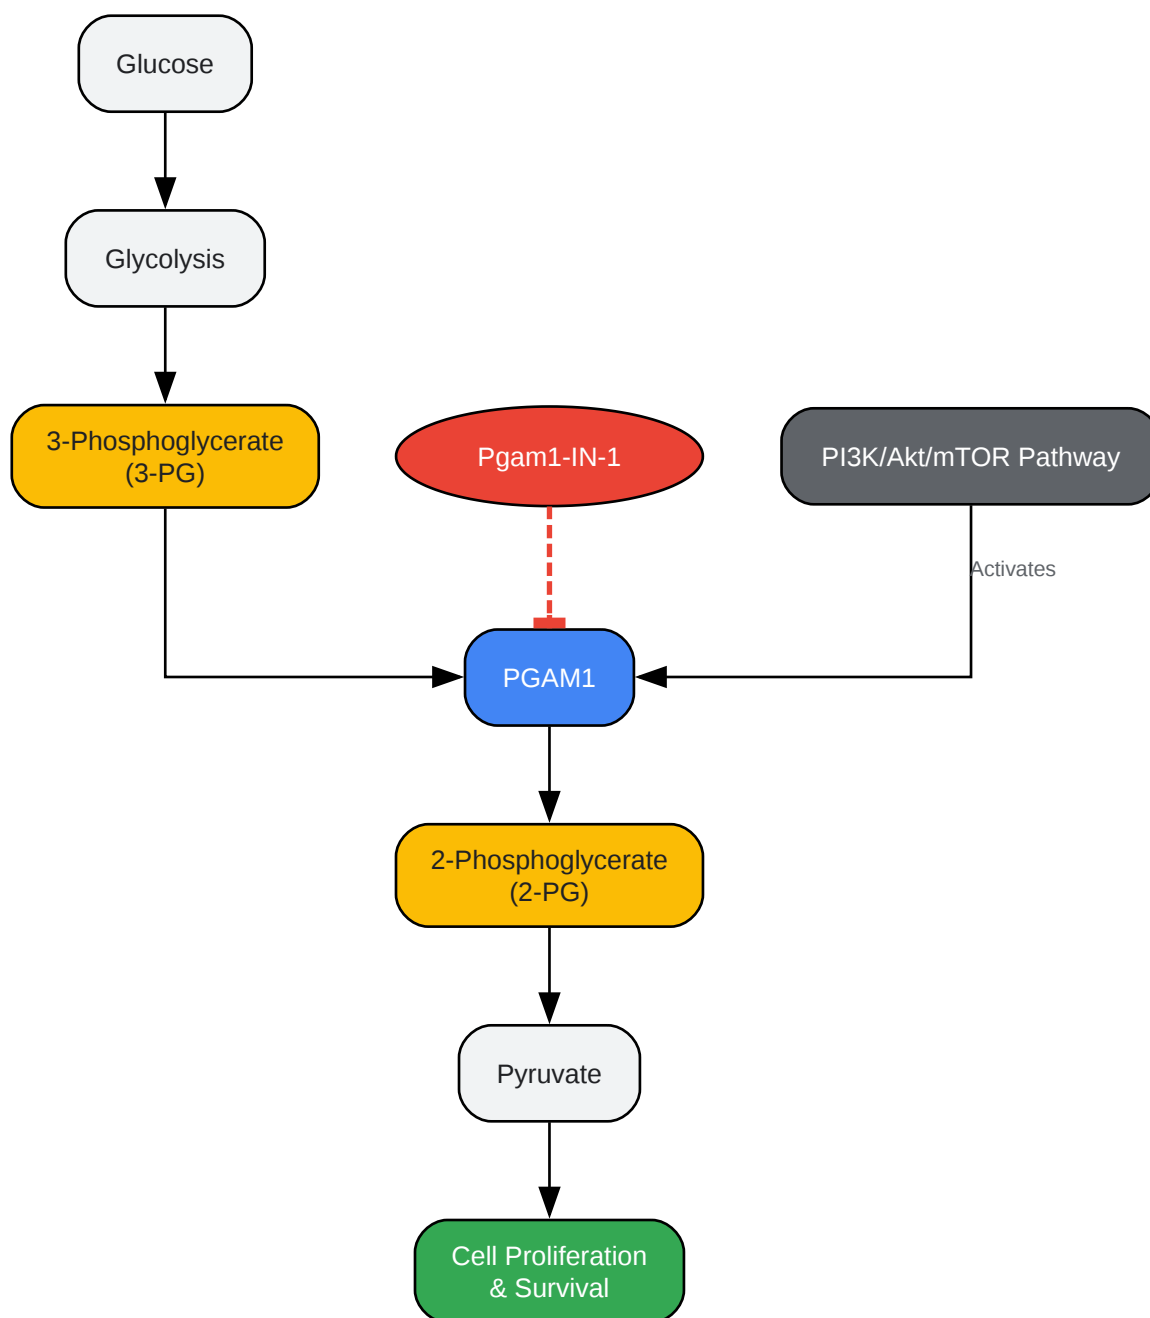 Glucose
Glycolysis
3-Phosphoglycerate
(3-PG)
Pgam1-IN-1
PI3K/Akt/mTOR Pathway
Activates
PGAM1
2-Phosphoglycerate
(2-PG)
Pyruvate
Cell Proliferation
& Survival